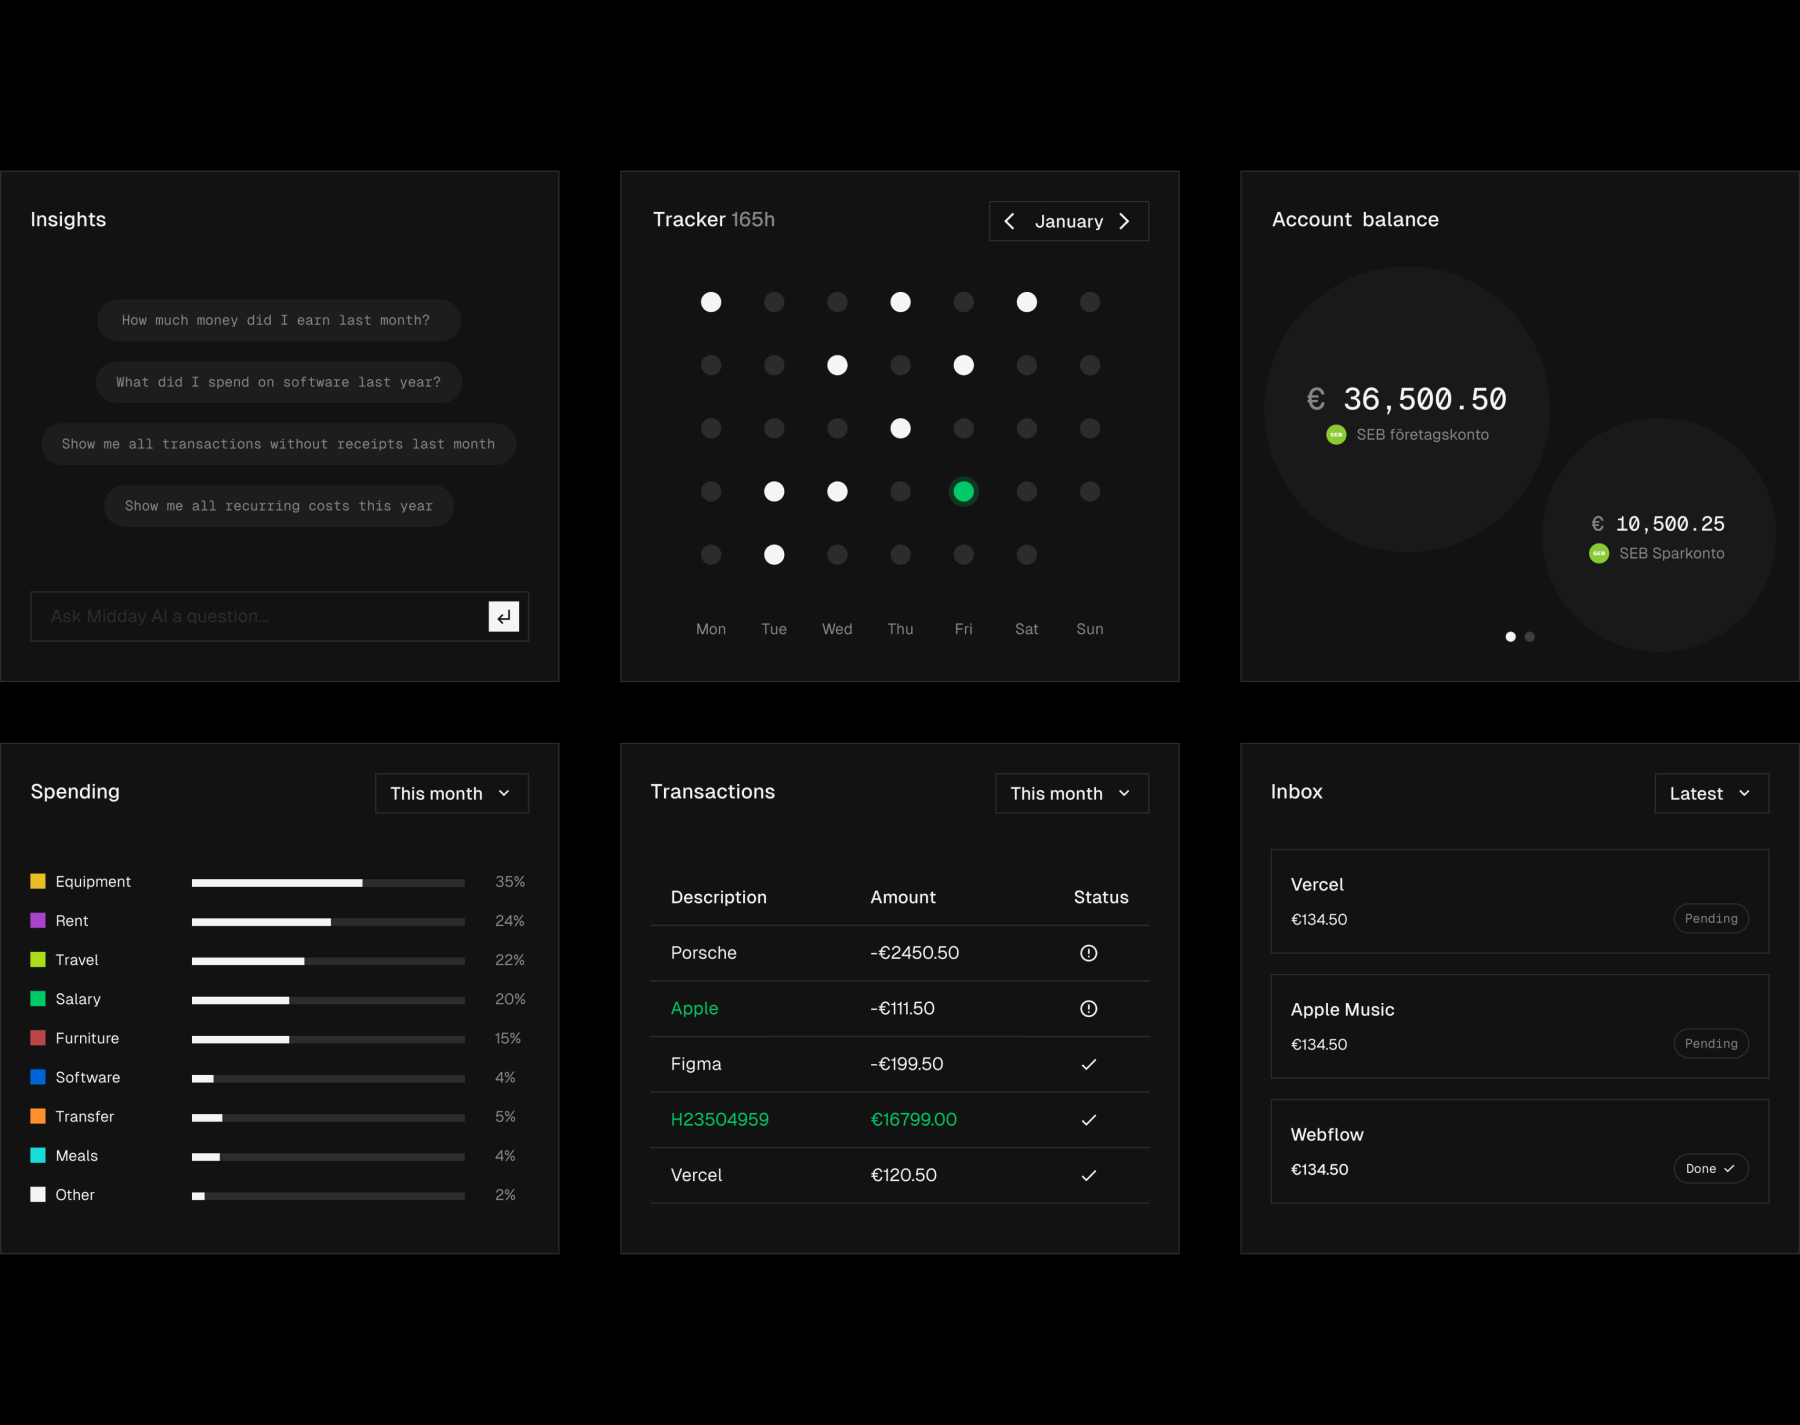 Insights
How much money did I earn last month?
What did I spend on software last year?
Show me all transactions without receipts last month
Show me all recurring costs this year
Ask Midday AI a question...
Tracker 165h
January
Mon Tue Wed Thu Fri Sat Sun
Account balance
€ 36,500.50
SEB SEB företagskonto
€ 10,500.25
SEB SEB Sparkonto
Spending
This month
Equipment 35%
Rent 24%
Travel 22%
Salary 20%
Furniture 15%
Software 4%
Transfer 5%
Meals 4%
Other 2%
Transactions
This month
Description Amount Status
Porsche -€2450.50
Apple -€111.50
Figma -€199.50
H23504959 €16799.00
Vercel €120.50
Inbox
Latest
Vercel
€134.50
Pending
Apple Music
€134.50
Pending
Webflow
€134.50
Done